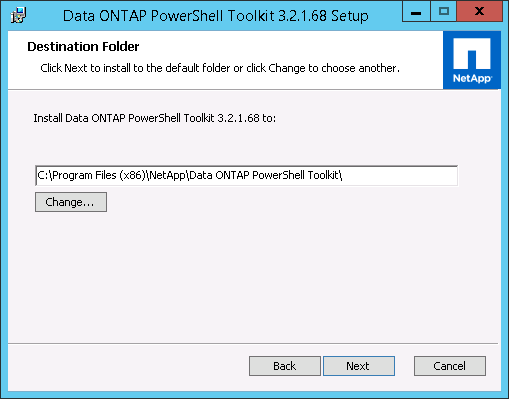 Data ONTAP PowerShell Toolkit 3.2.1.68 Setup
Destination Folder
Click Next to install to the default folder or click Change to choose another.
NetApp®
Install Data ONTAP PowerShell Toolkit 3.2.1.68 to:
C:\Program Files (x86)\NetApp\Data ONTAP PowerShell Toolkit\
Change...
Back
Next
Cancel